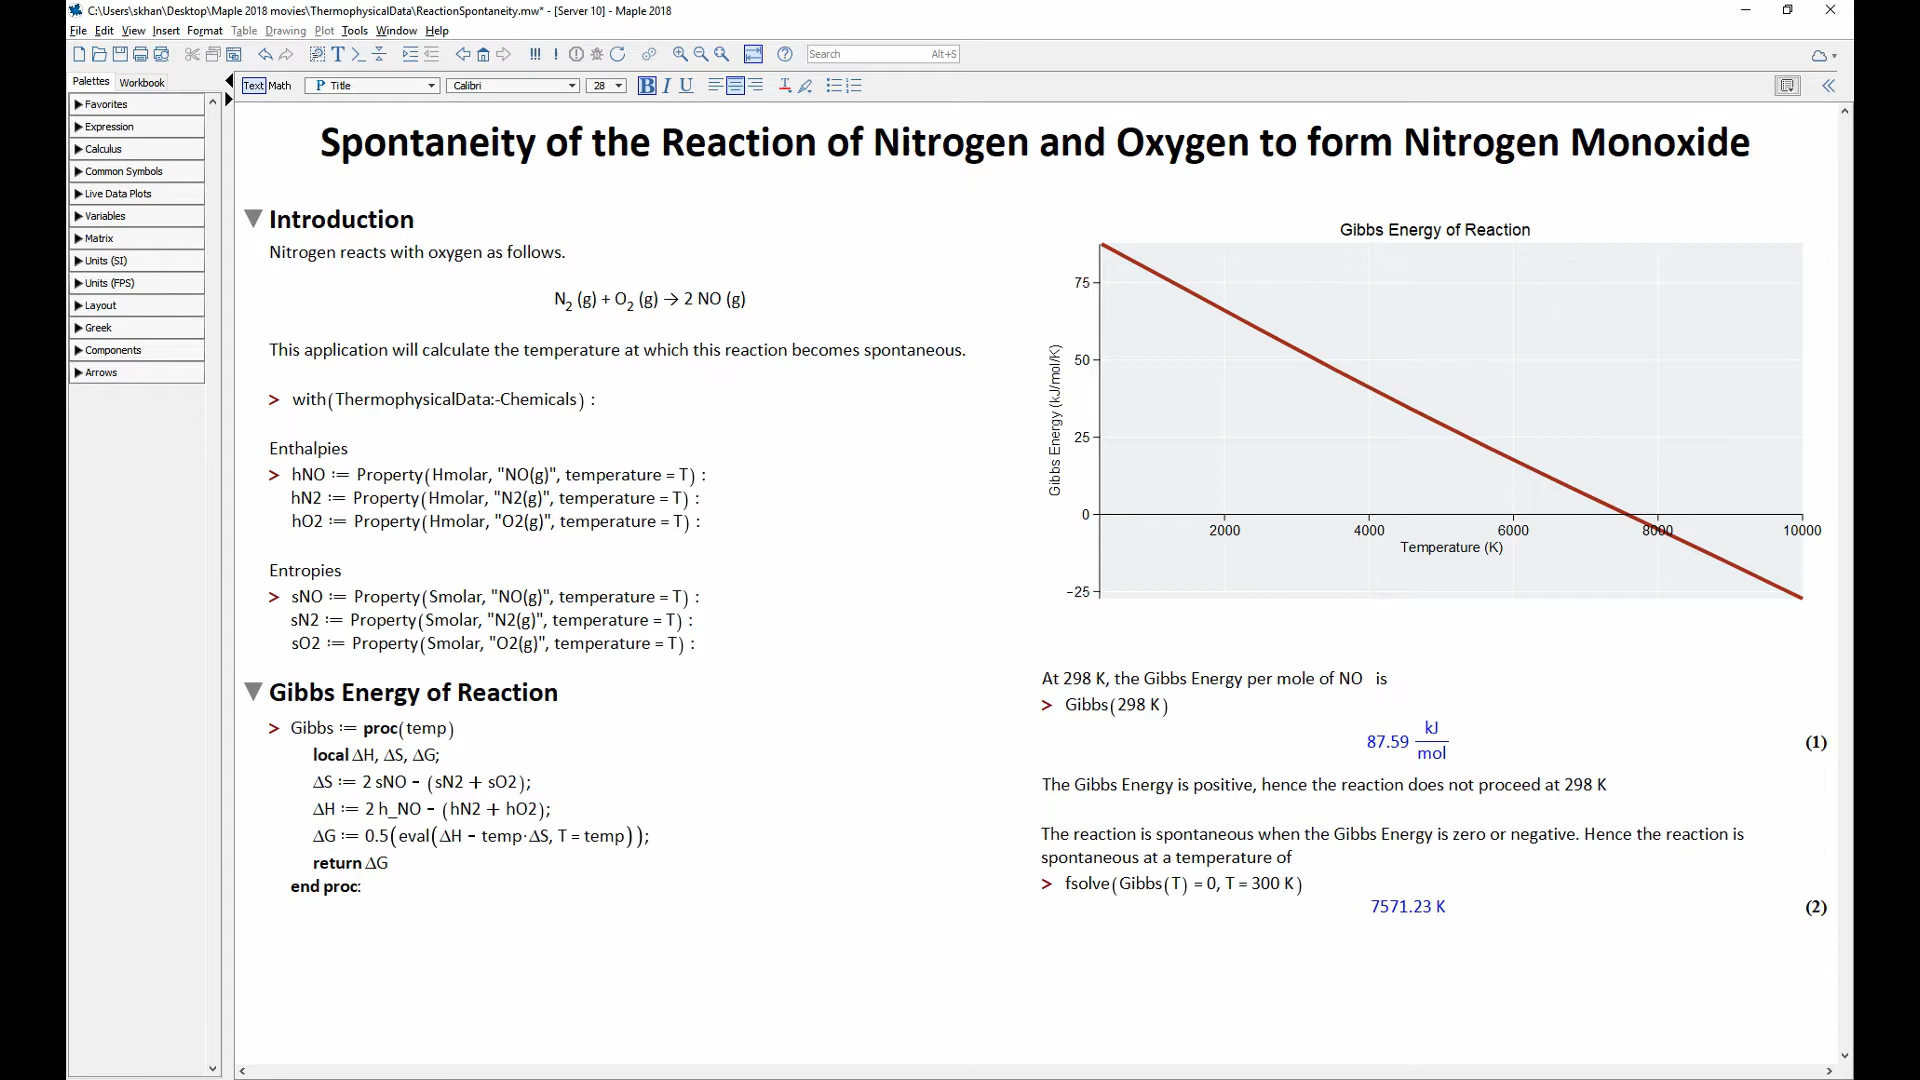 C:\Users\skhan\Desktop\Maple 2018 movies\ThermophysicalData\ReactionSpontaneity.mw* - [Server 10] - Maple 2018
File Edit View Insert Format Table Drawing Plot Tools Window Help
Search Alt+S
Palettes Workbook
Text Math P Title Calibri 28 B I U
Favorites
Expression
Calculus
Common Symbols
Live Data Plots
Variables
Matrix
Units (SI)
Units (FPS)
Layout
Greek
Components
Arrows
Spontaneity of the Reaction of Nitrogen and Oxygen to form Nitrogen Monoxide
Introduction
Nitrogen reacts with oxygen as follows.
N2 (g) + O2 (g) → 2 NO (g)
This application will calculate the temperature at which this reaction becomes spontaneous.
> with(ThermophysicalData:-Chemicals) :
Enthalpies
> hNO := Property(Hmolar, "NO(g)", temperature = T) :
hN2 := Property(Hmolar, "N2(g)", temperature = T) :
hO2 := Property(Hmolar, "O2(g)", temperature = T) :
Entropies
> sNO := Property(Smolar, "NO(g)", temperature = T) :
sN2 := Property(Smolar, "N2(g)", temperature = T) :
sO2 := Property(Smolar, "O2(g)", temperature = T) :
Gibbs Energy of Reaction
> Gibbs := proc(temp)
local ΔH, ΔS, ΔG;
ΔS := 2 sNO − (sN2 + sO2);
ΔH := 2 h_NO − (hN2 + hO2);
ΔG := 0.5(eval(ΔH − temp·ΔS, T = temp));
return ΔG
end proc:
Gibbs Energy of Reaction
Gibbs Energy (kJ/mol/K)
75
50
25
0
−25
2000 4000 6000 8000 10000
Temperature (K)
At 298 K, the Gibbs Energy per mole of NO is
> Gibbs(298 K)
87.59 kJ/mol (1)
The Gibbs Energy is positive, hence the reaction does not proceed at 298 K
The reaction is spontaneous when the Gibbs Energy is zero or negative. Hence the reaction is
spontaneous at a temperature of
> fsolve(Gibbs(T) = 0, T = 300 K)
7571.23 K (2)